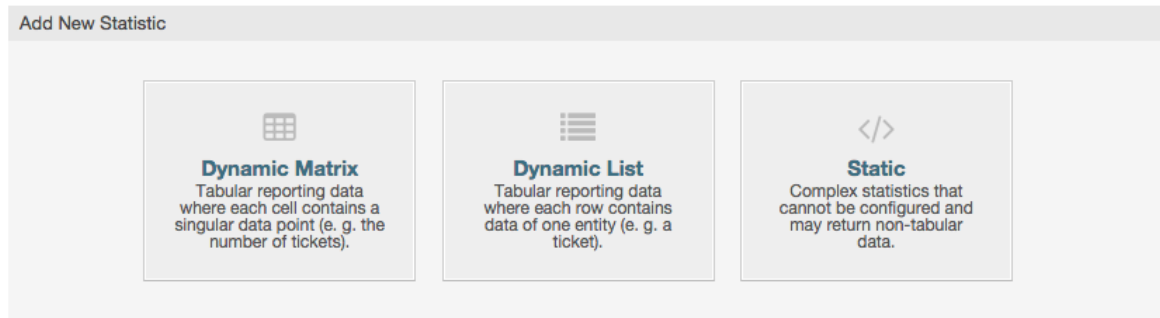 Add New Statistic
Dynamic Matrix
Tabular reporting data
where each cell contains a
singular data point (e. g. the
number of tickets).
Dynamic List
Tabular reporting data
where each row contains
data of one entity (e. g. a
ticket).
Static
Complex statistics that
cannot be configured and
may return non-tabular
data.